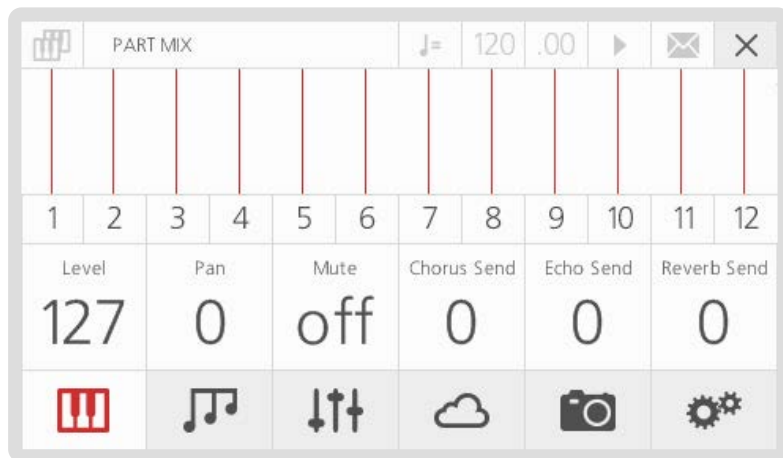 PART MIX ♩= 120 .00
1 2 3 4 5 6 7 8 9 10 11 12
Level Pan Mute Chorus Send Echo Send Reverb Send
127 0 off 0 0 0